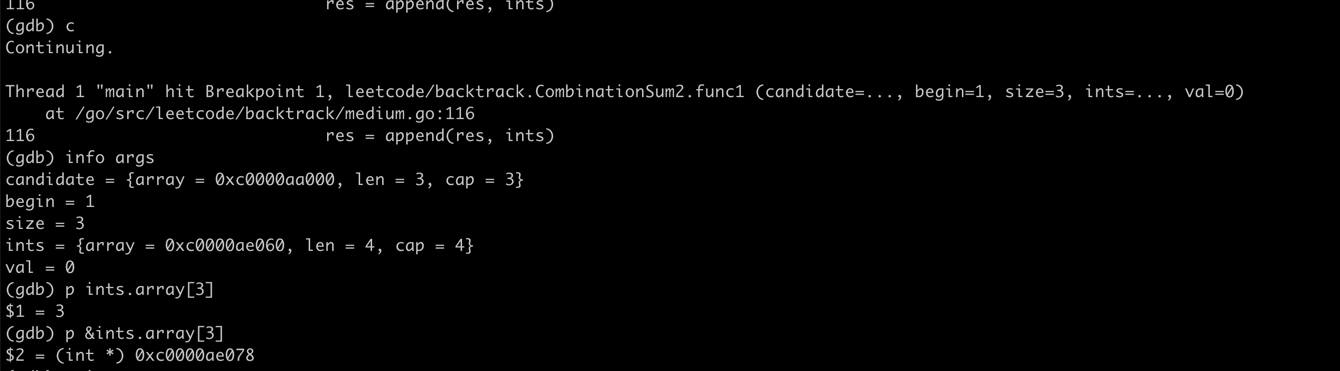 116                             res = append(res, ints)
(gdb) c
Continuing.
Thread 1 "main" hit Breakpoint 1, leetcode/backtrack.CombinationSum2.func1 (candidate=..., begin=1, size=3, ints=..., val=0)
    at /go/src/leetcode/backtrack/medium.go:116
116                             res = append(res, ints)
(gdb) info args
candidate = {array = 0xc0000aa000, len = 3, cap = 3}
begin = 1
size = 3
ints = {array = 0xc0000ae060, len = 4, cap = 4}
val = 0
(gdb) p ints.array[3]
$1 = 3
(gdb) p &ints.array[3]
$2 = (int *) 0xc0000ae078